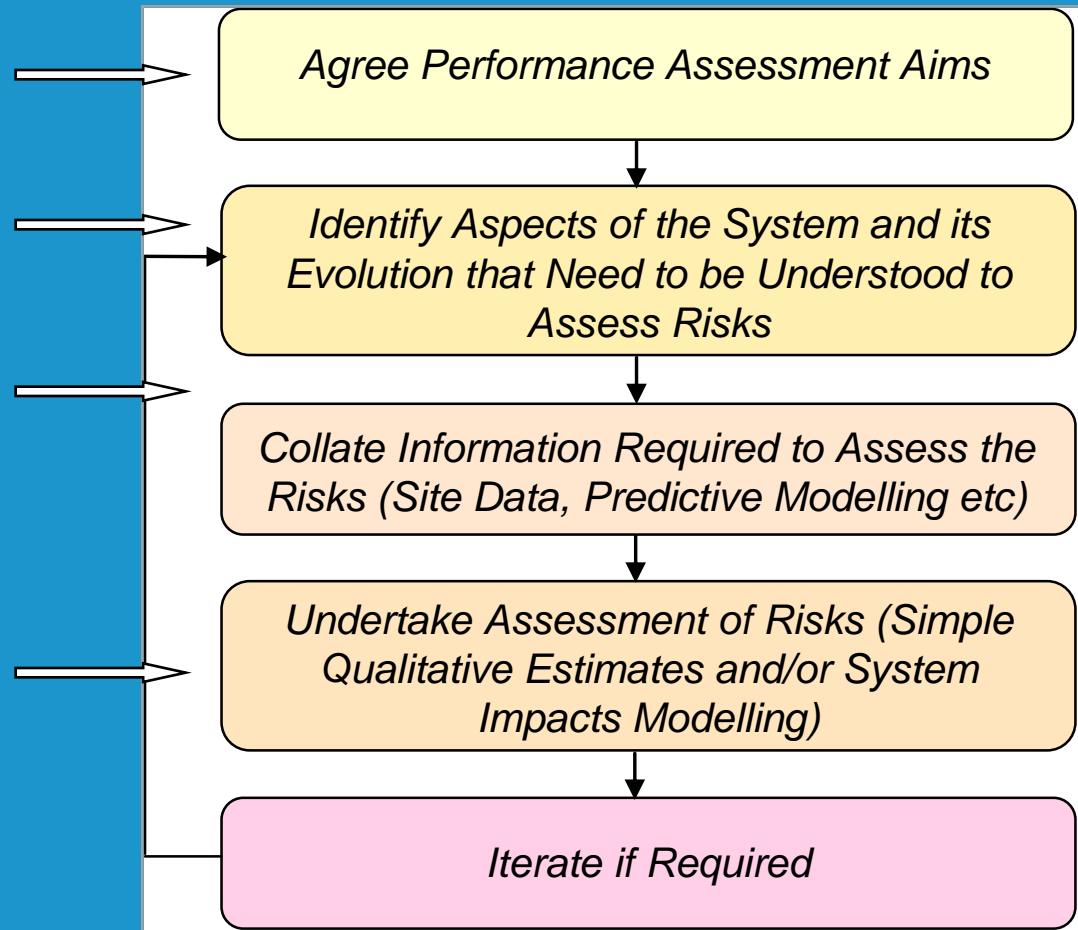 Agree Performance Assessment Aims
Identify Aspects of the System and its
Evolution that Need to be Understood to
Assess Risks
Collate Information Required to Assess the
Risks (Site Data, Predictive Modelling etc)
Undertake Assessment of Risks (Simple
Qualitative Estimates and/or System
Impacts Modelling)
Iterate if Required